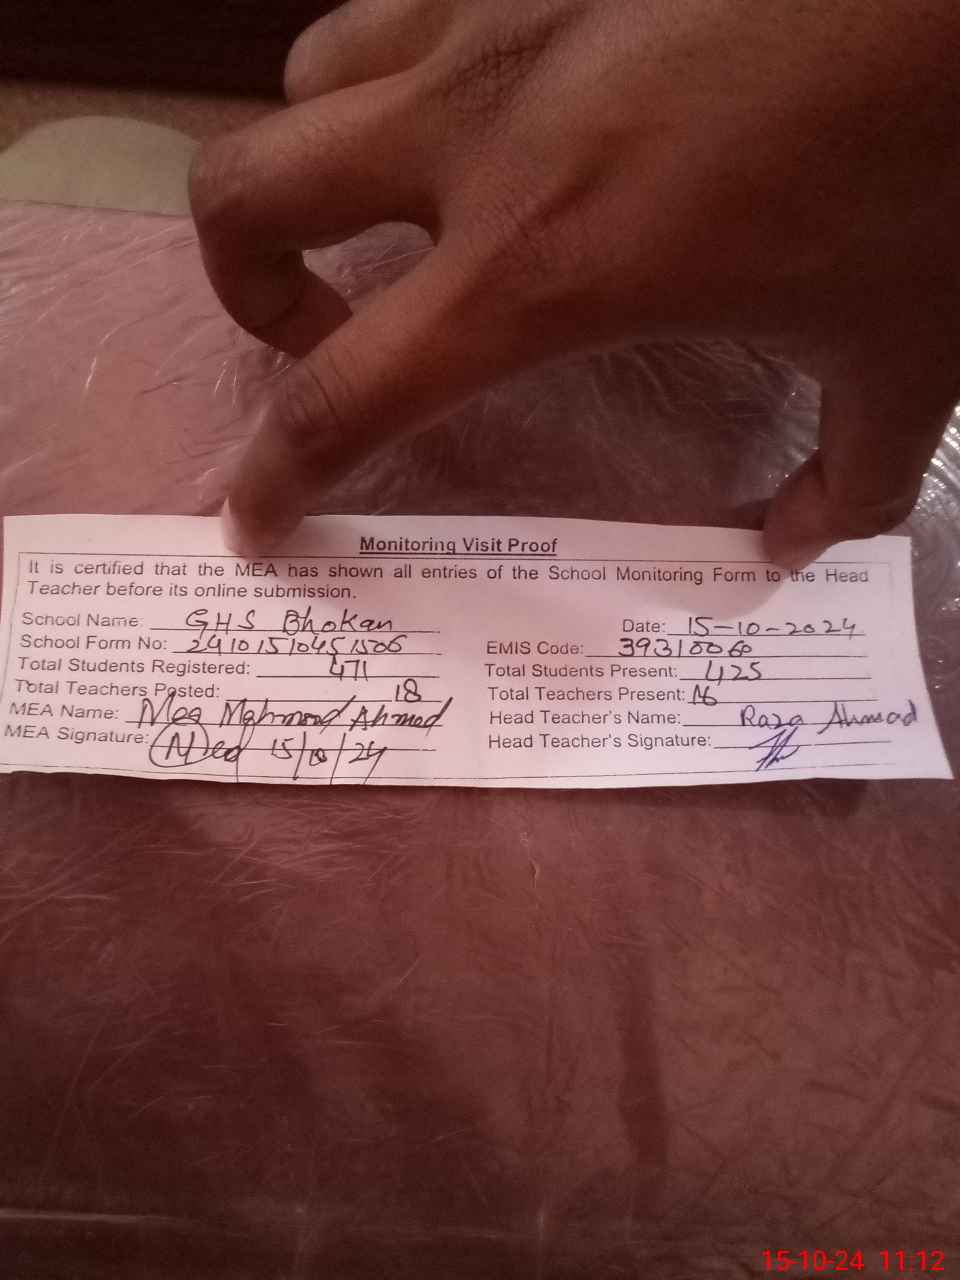 Monitoring Visit Proof
It is certified that the MEA has shown all entries of the School Monitoring Form to the Head
Teacher before its online submission.
School Name: GHS Bhokan Date: 15-10-2024
School Form No: 24101510451506 EMIS Code: 39310060
Total Students Registered: 471 Total Students Present: 425
Total Teachers Posted: 18 Total Teachers Present: 16
MEA Name: Mea Mahmood Ahmad Head Teacher's Name: Raza Ahmad
MEA Signature: 15/10/24 Head Teacher's Signature:
15-10-24 11:12